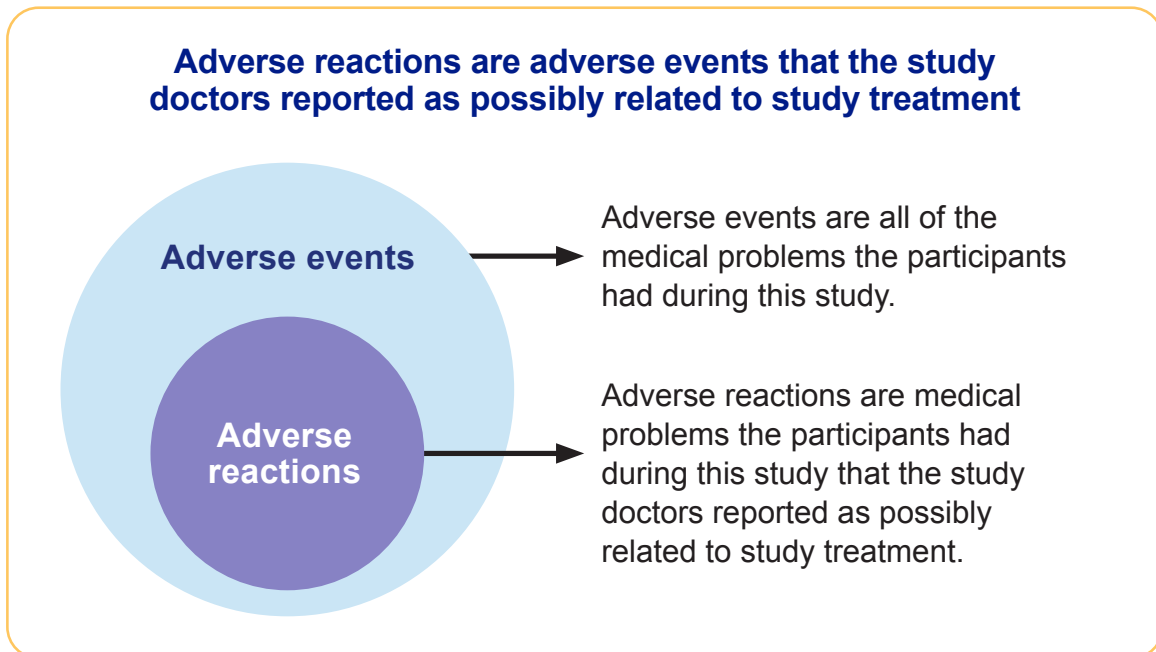 Adverse reactions are adverse events that the study
doctors reported as possibly related to study treatment
Adverse events
Adverse events are all of the
medical problems the participants
had during this study.
Adverse
reactions
Adverse reactions are medical
problems the participants had
during this study that the study
doctors reported as possibly
related to study treatment.